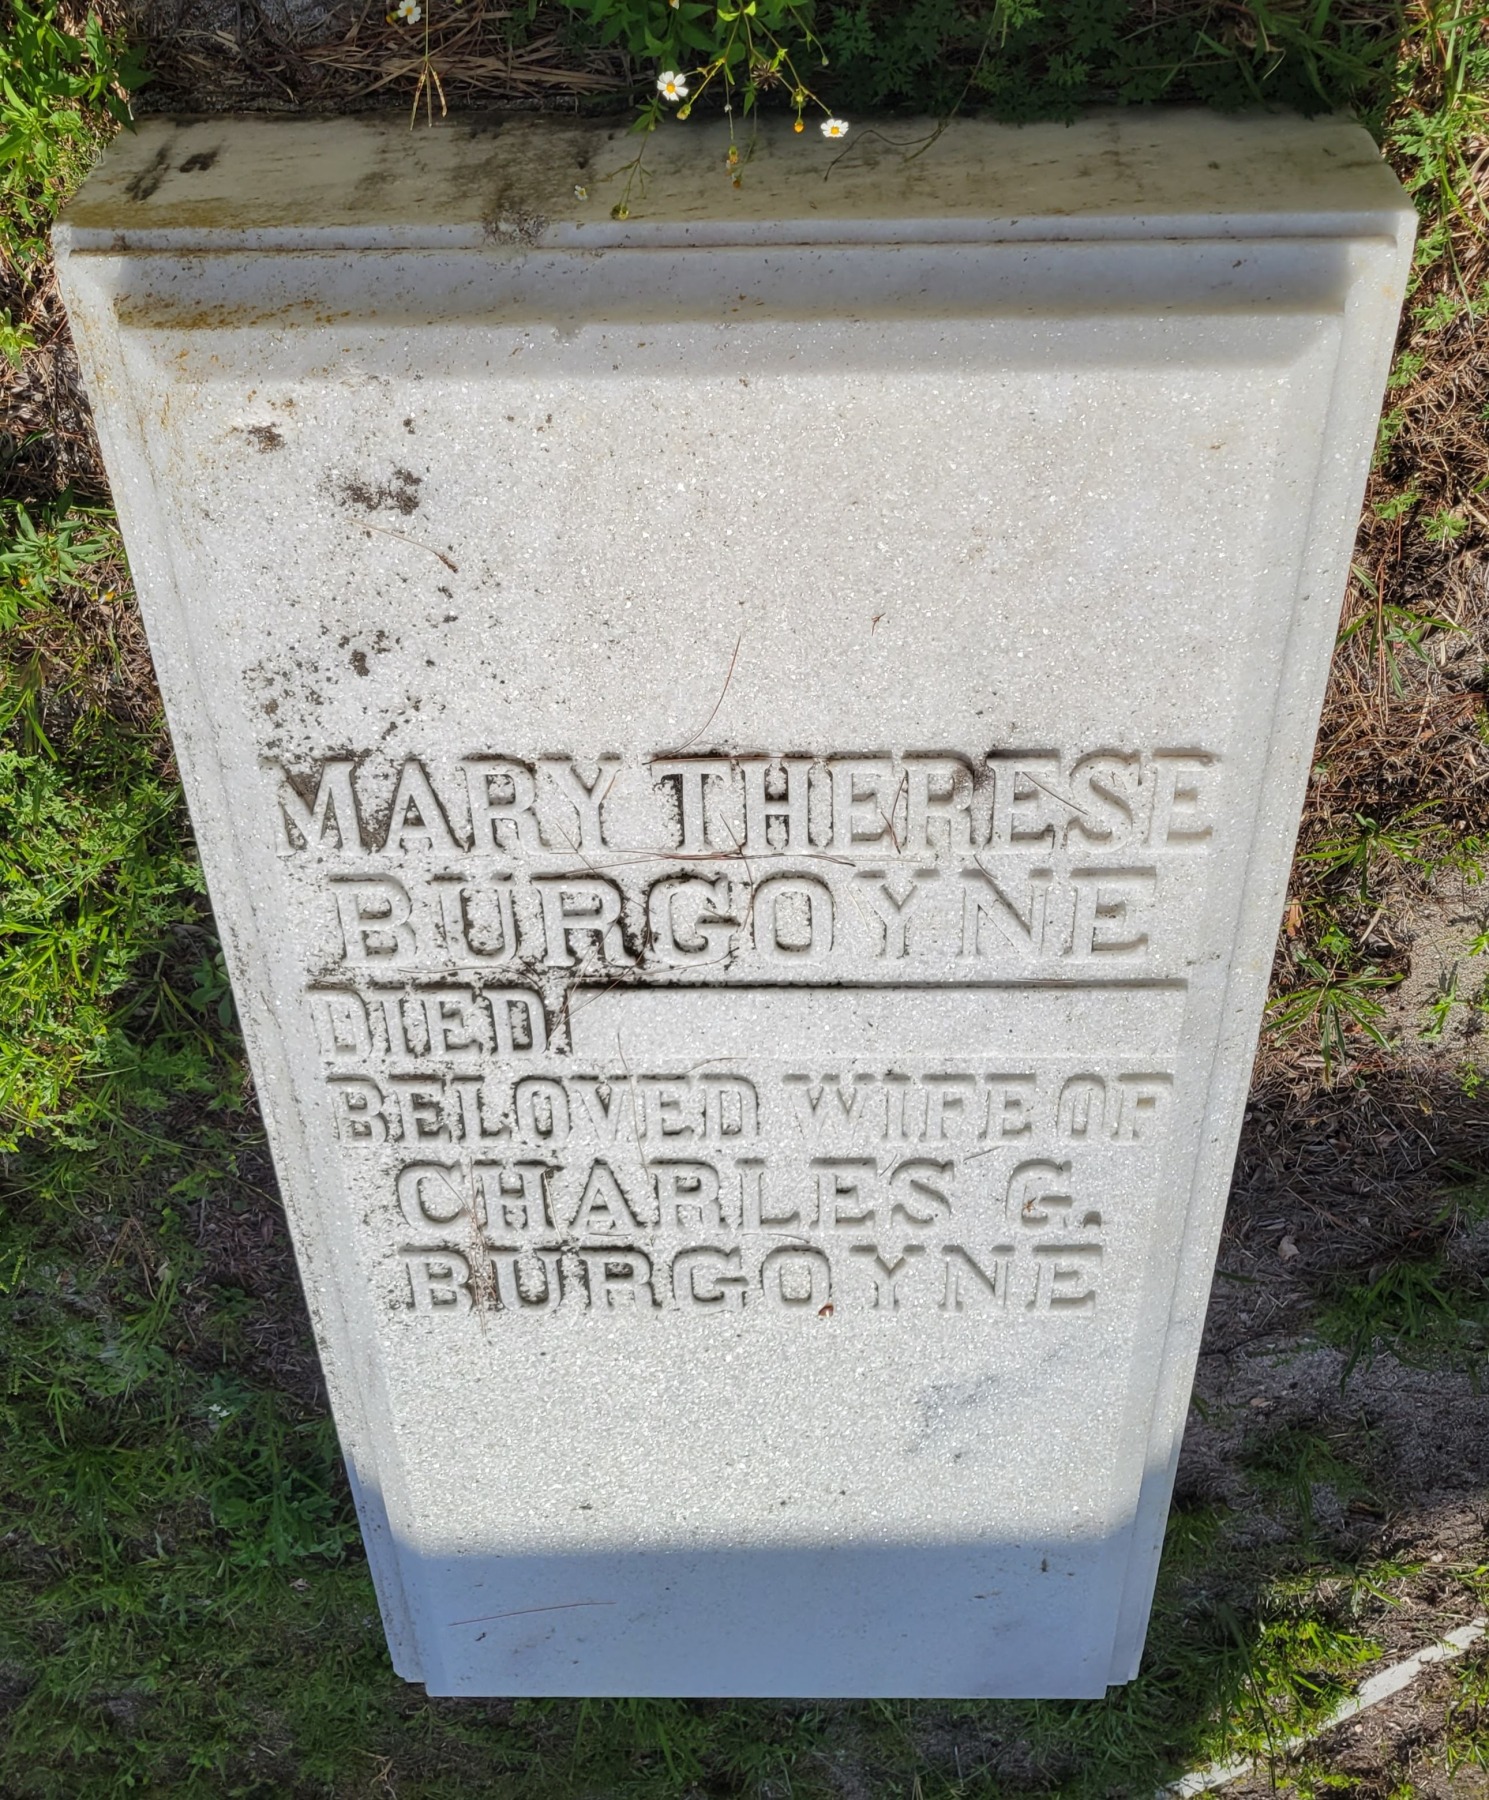 MARY THERESE
BURGOYNE
DIED
BELOVED WIFE OF
CHARLES G.
BURGOYNE